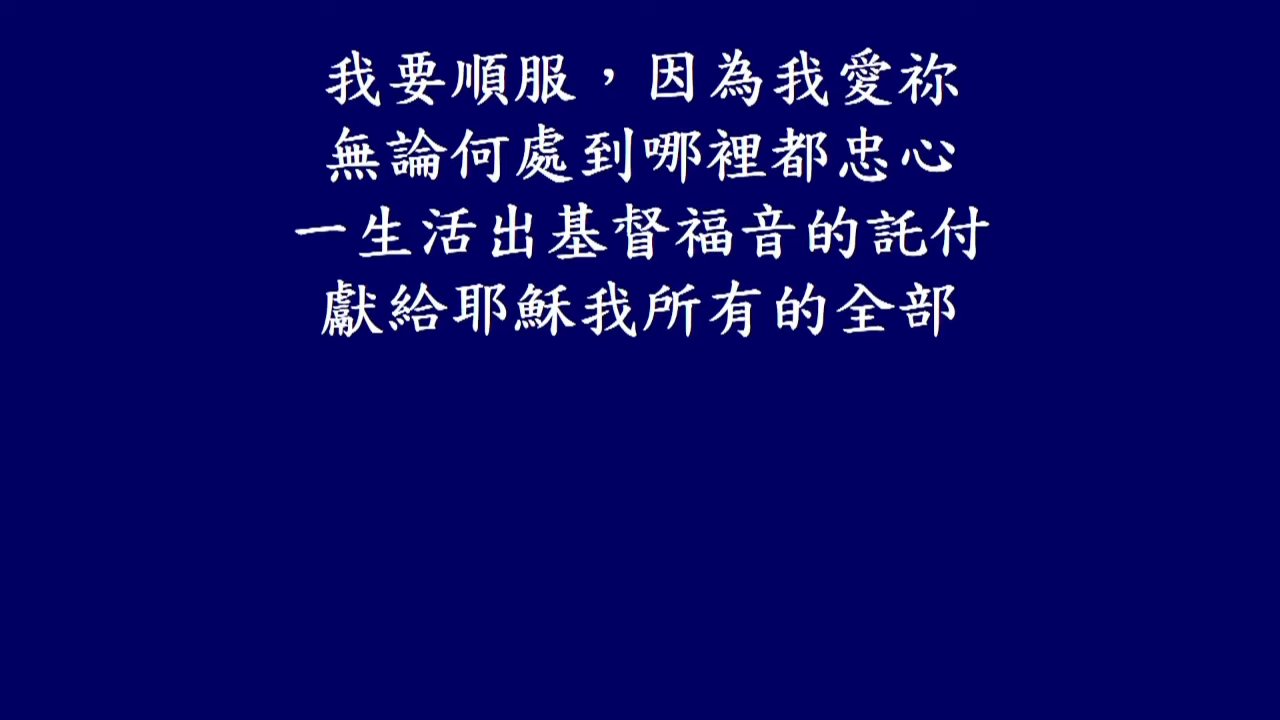 我要順服，因為我愛祢
無論何處到哪裡都忠心
一生活出基督福音的託付
獻給耶穌我所有的全部